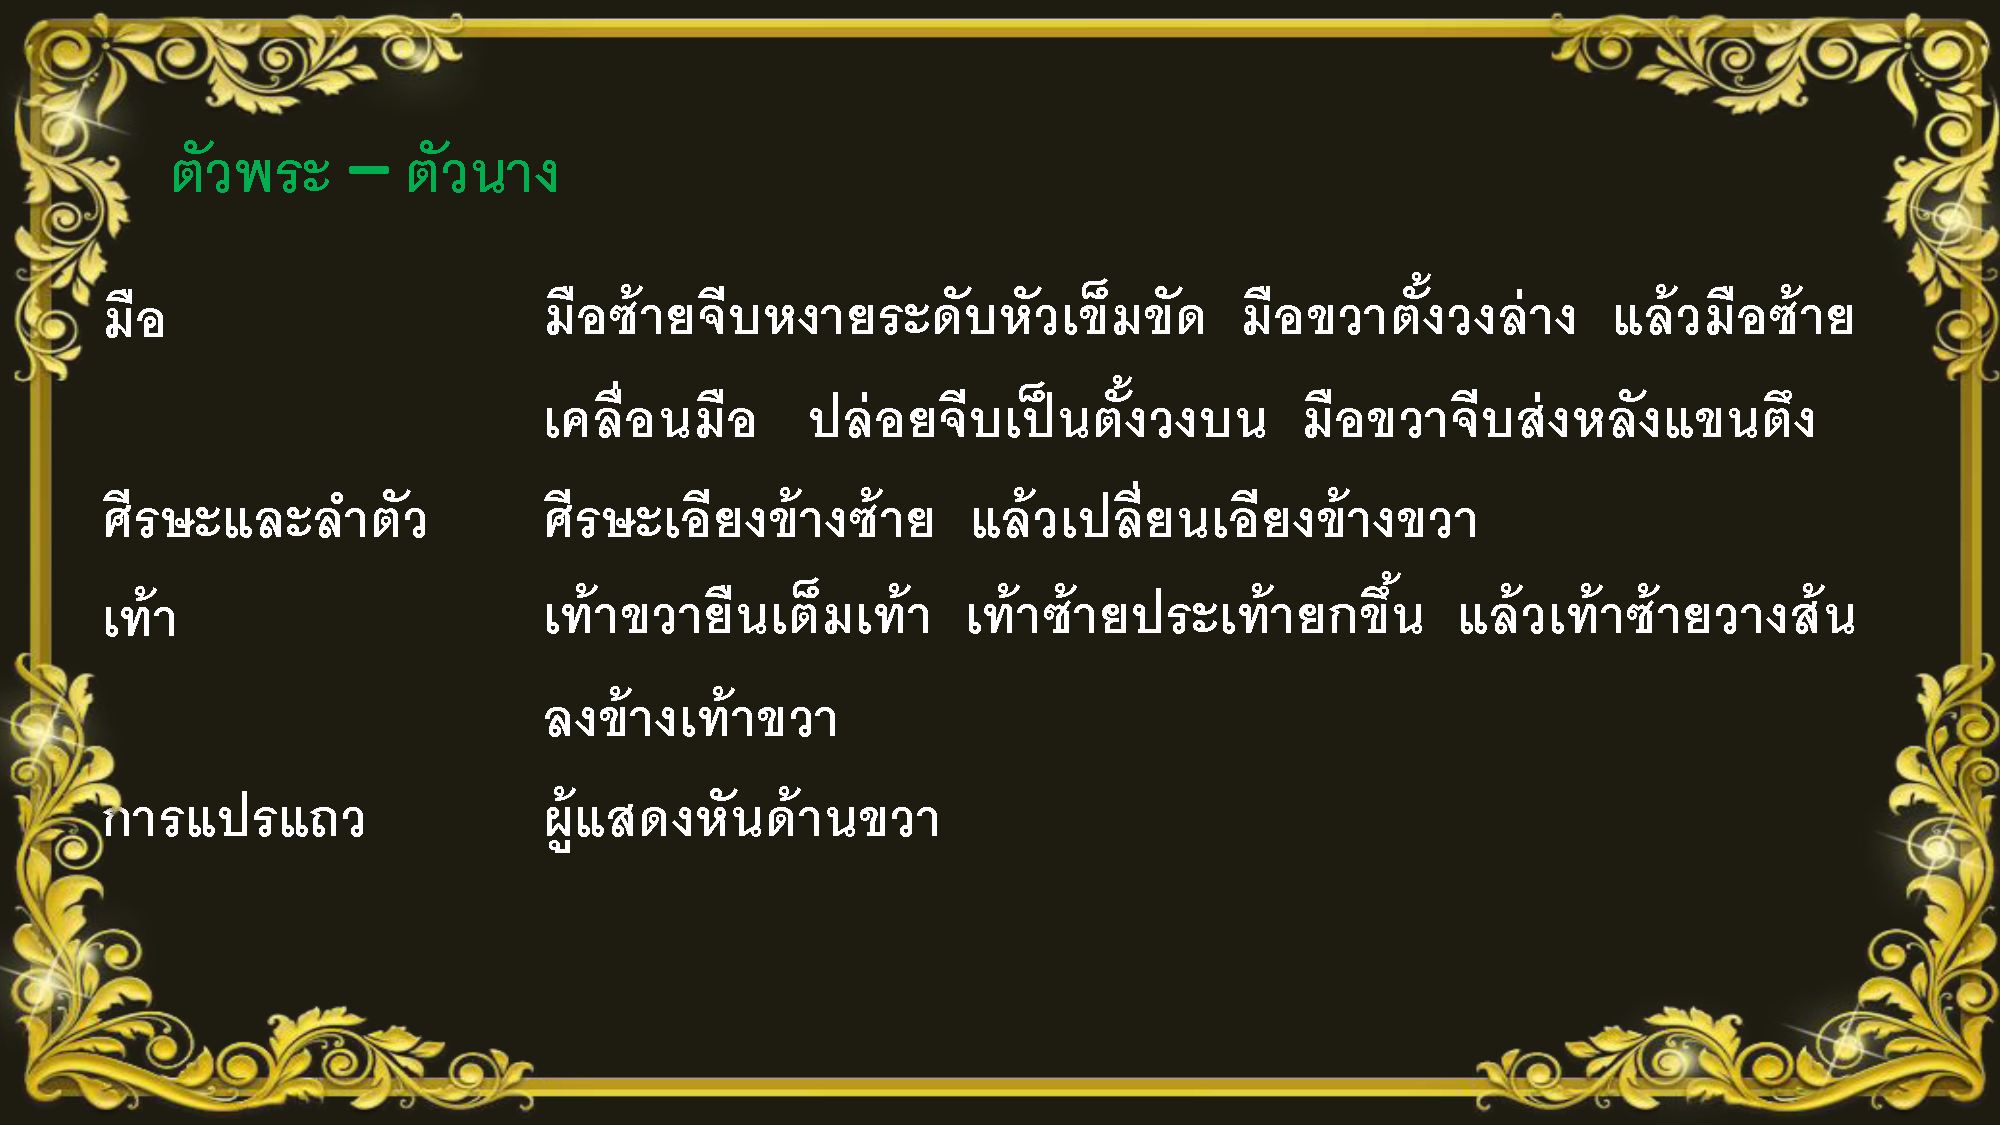 ตัวพระ – ตัวนาง
มือ มือซ้ายจีบหงายระดับหัวเข็มขัด มือขวาตั้งวงล่าง แล้วมือซ้าย
เคลื่อนมือ ปล่อยจีบเป็นตั้งวงบน มือขวาจีบส่งหลังแขนตึง
ศีรษะและลำตัว ศีรษะเอียงข้างซ้าย แล้วเปลี่ยนเอียงข้างขวา
เท้า เท้าขวายืนเต็มเท้า เท้าซ้ายประเท้ายกขึ้น แล้วเท้าซ้ายวางส้น
ลงข้างเท้าขวา
การแปรแถว ผู้แสดงหันด้านขวา